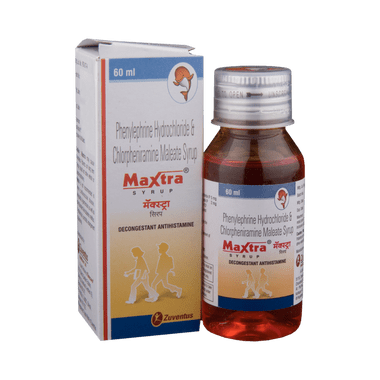 60 ml
Phenylephrine Hydrochloride &
Chlorpheniramine Maleate Syrup
MaXtra®
SYRUP
मॅक्स्ट्रा
सिरप
DECONGESTANT ANTIHISTAMINE
Zuventus
60 ml
Phenylephrine Hydrochloride &
Chlorpheniramine Maleate Syrup
MaXtra® मॅक्स्ट्रा
SYRUP सिरप
DECONGESTANT ANTIHISTAMINE
Zuventus